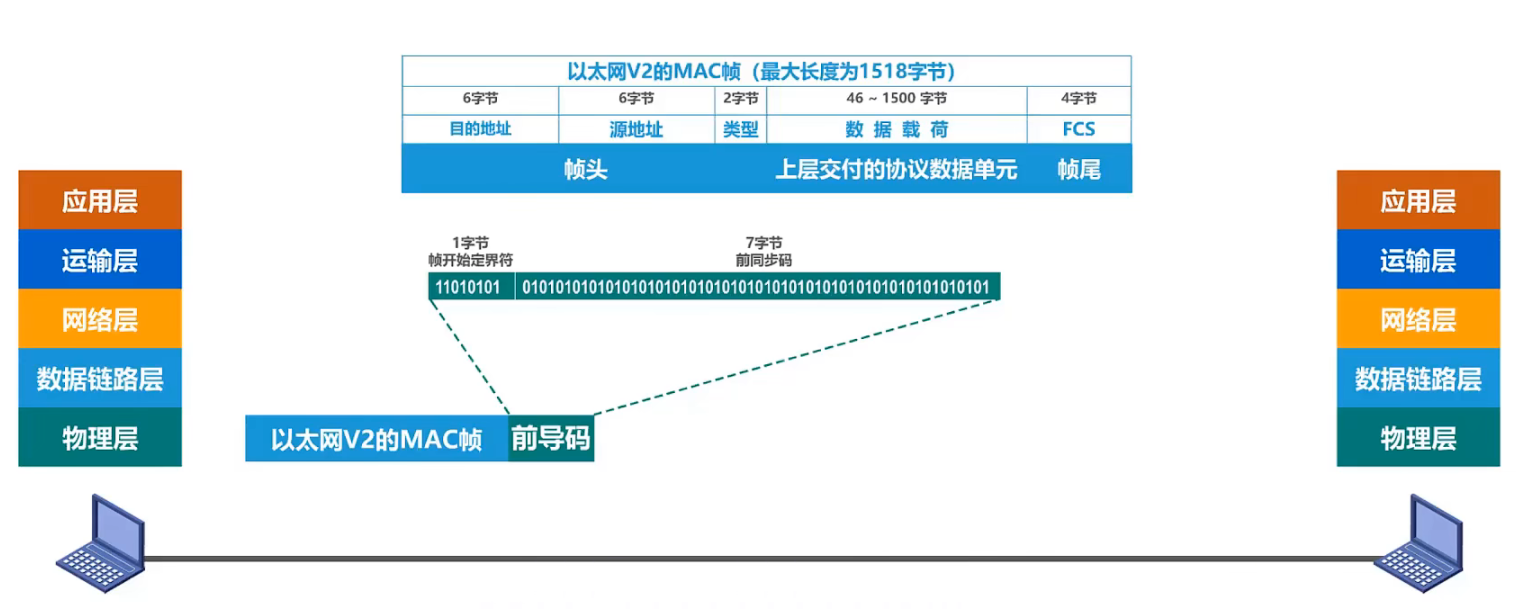 以太网V2的MAC帧（最大长度为1518字节）
6字节 6字节 2字节 46 ~ 1500 字节 4字节
目的地址 源地址 类型 数 据 载 荷 FCS
帧头 上层交付的协议数据单元 帧尾
应用层
运输层
网络层
数据链路层
物理层
1字节
帧开始定界符
7字节
前同步码
11010101 01010101010101010101010101010101010101010101010101010101
以太网V2的MAC帧 前导码
应用层
运输层
网络层
数据链路层
物理层